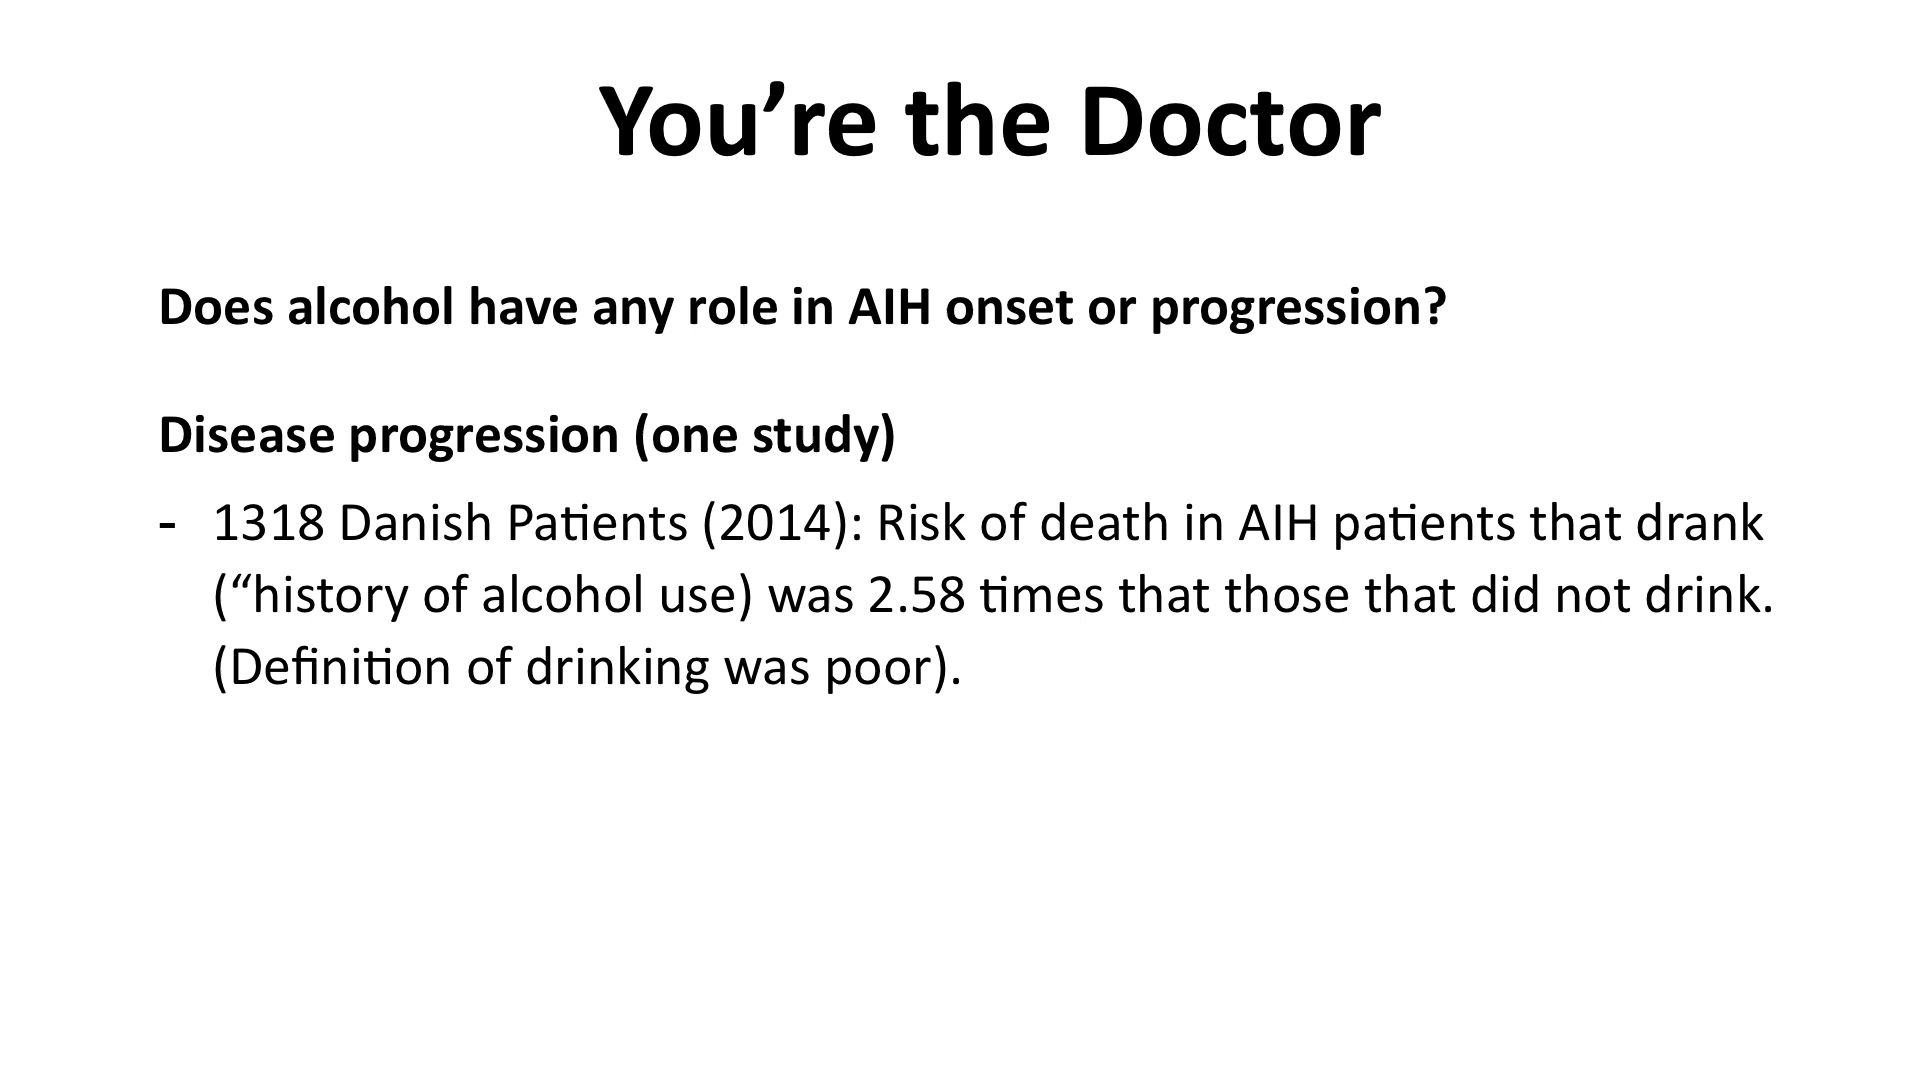 You’re the Doctor
Does alcohol have any role in AIH onset or progression?
Disease progression (one study)
- 1318 Danish Patients (2014): Risk of death in AIH patients that drank
(“history of alcohol use) was 2.58 times that those that did not drink.
(Definition of drinking was poor).